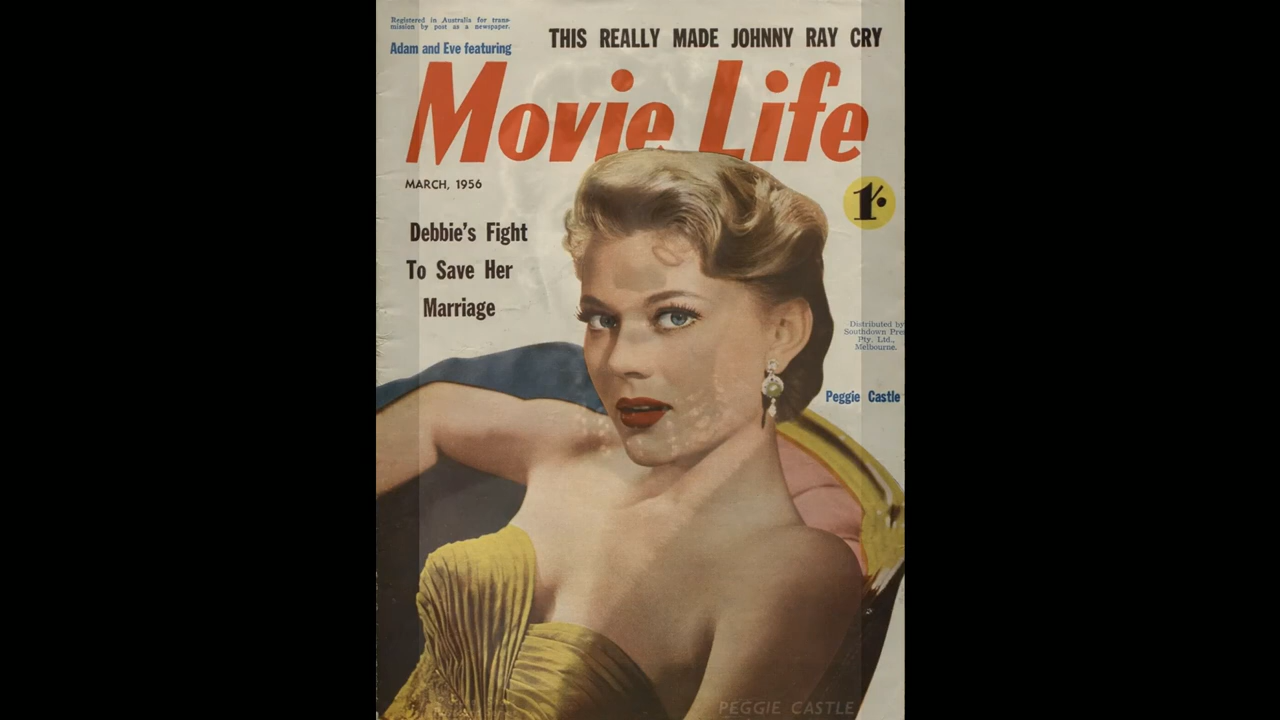 Registered in Australia for trans-
mission by post as a newspaper.
Adam and Eve featuring
THIS REALLY MADE JOHNNY RAY CRY
Movie Life
MARCH, 1956
1/-
Debbie's Fight
To Save Her
Marriage
Distributed by
Southdown Pre
Pty. Ltd.,
Melbourne.
Peggie Castle
PEGGIE CASTLE